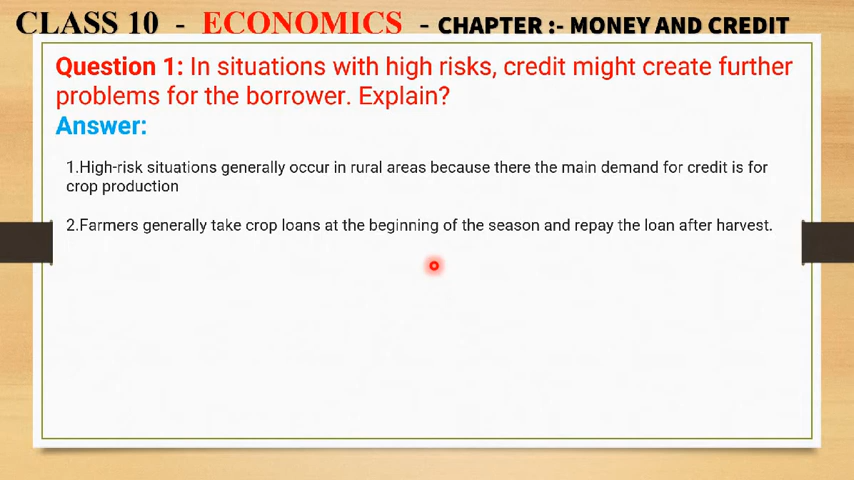 CLASS 10 - ECONOMICS - CHAPTER :- MONEY AND CREDIT
Question 1: In situations with high risks, credit might create further
problems for the borrower. Explain?
Answer:
1.High-risk situations generally occur in rural areas because there the main demand for credit is for
crop production
2.Farmers generally take crop loans at the beginning of the season and repay the loan after harvest.